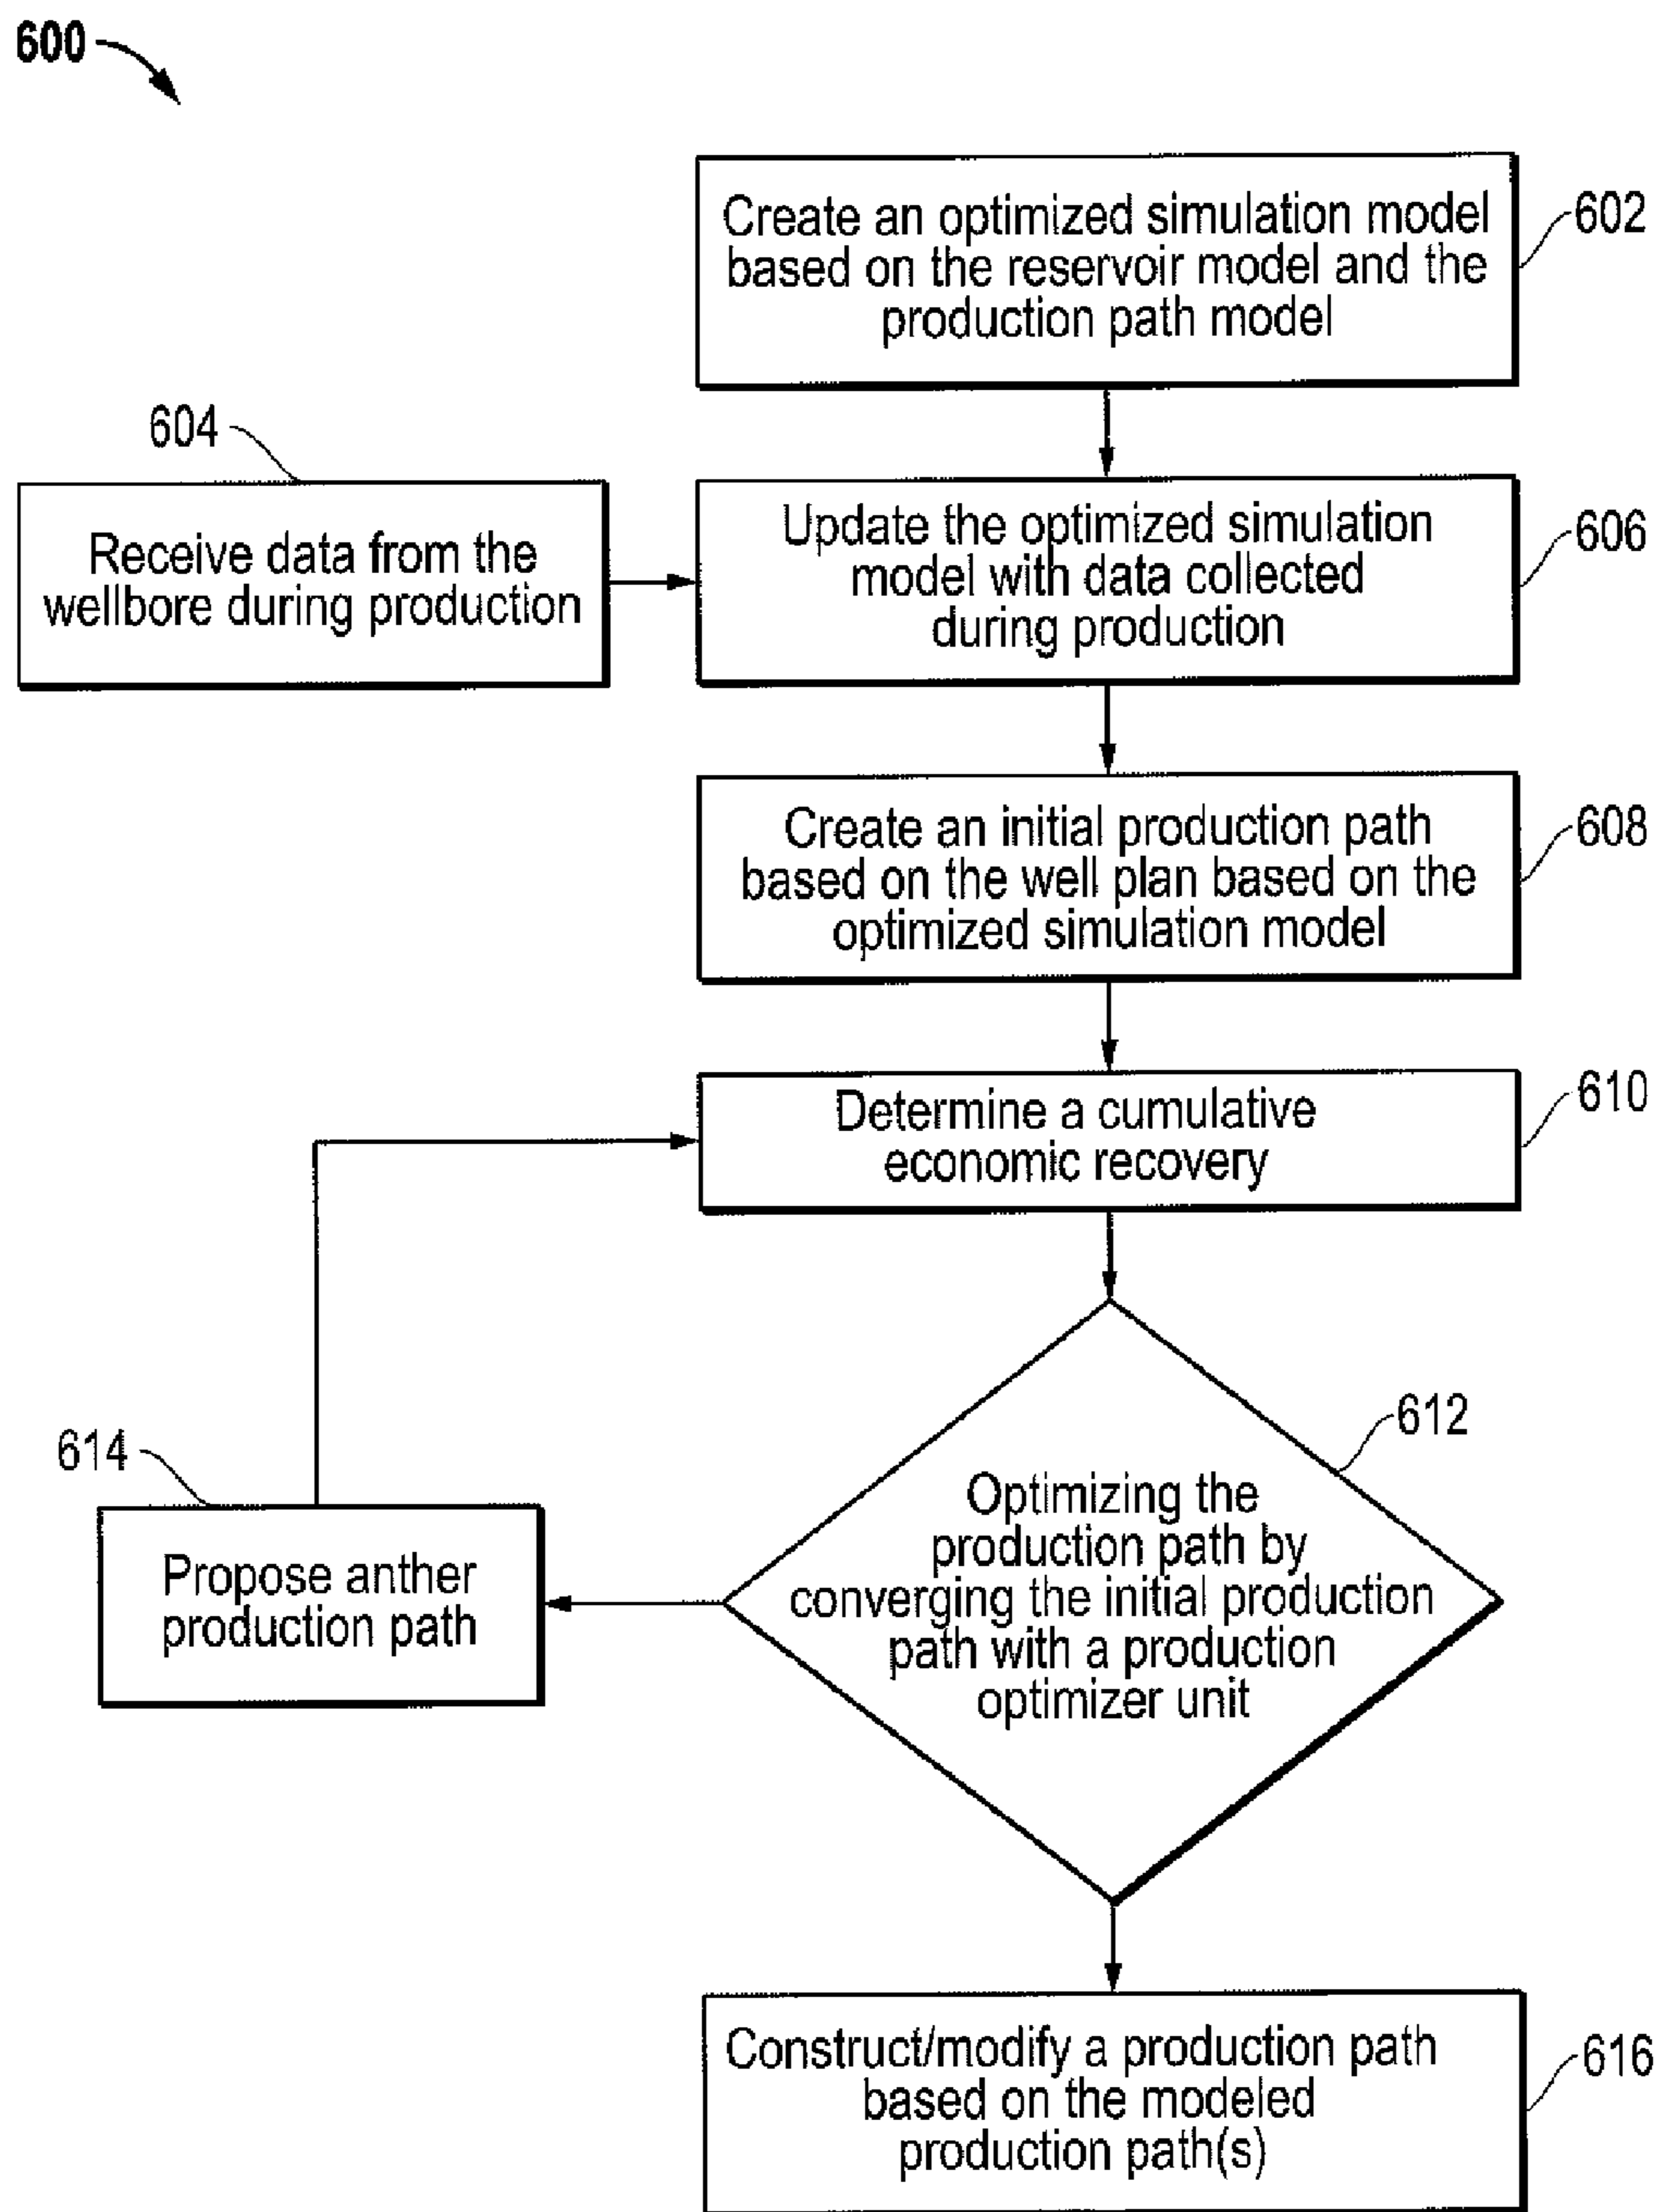 600
Create an optimized simulation model
based on the reservoir model and the
production path model
602
604
Receive data from the
wellbore during production
Update the optimized simulation
model with data collected
during production
606
Create an initial production path
based on the well plan based on the
optimized simulation model
608
Determine a cumulative
economic recovery
610
612
Optimizing the
production path by
converging the initial production
path with a production
optimizer unit
614
Propose anther
production path
Construct/modify a production path
based on the modeled
production path(s)
616